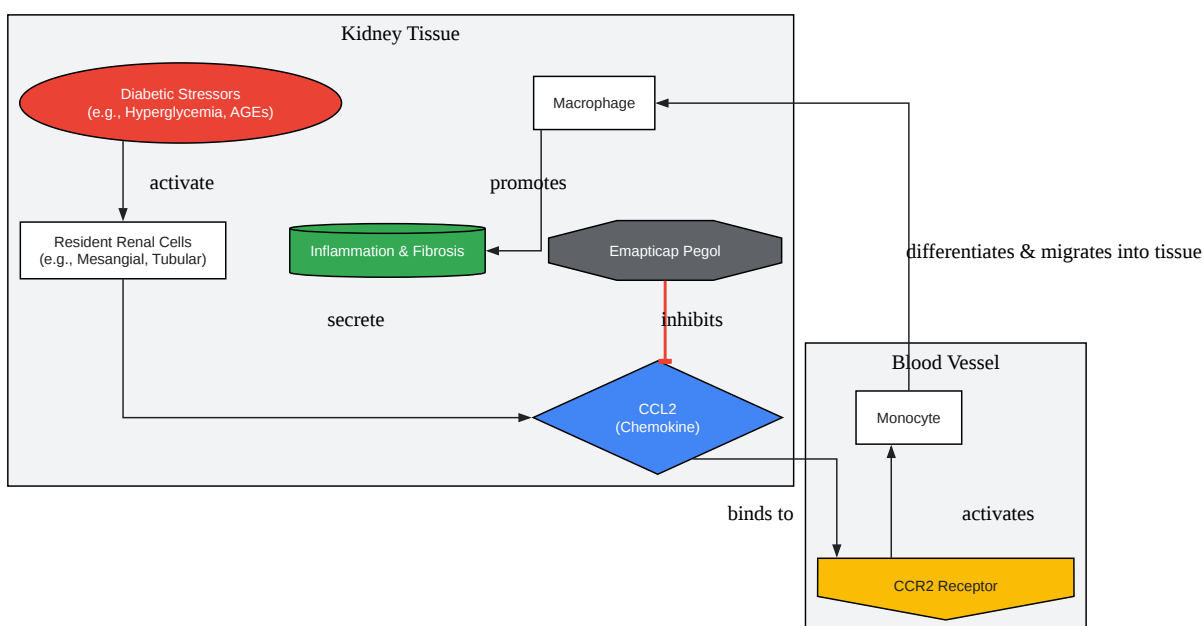 Kidney Tissue
Diabetic Stressors
(e.g., Hyperglycemia, AGEs)
Macrophage
activate
promotes
Resident Renal Cells
(e.g., Mesangial, Tubular)
Inflammation & Fibrosis
Emapticap Pegol
differentiates & migrates into tissue
secrete
inhibits
Blood Vessel
CCL2
(Chemokine)
Monocyte
binds to
activates
CCR2 Receptor